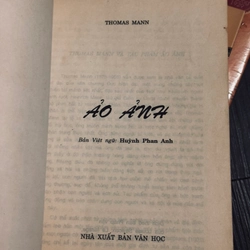 THOMAS MANN
ẢO ẢNH
Bản Việt ngữ: Huỳnh Phan Anh
NHÀ XUẤT BẢN VĂN HỌC